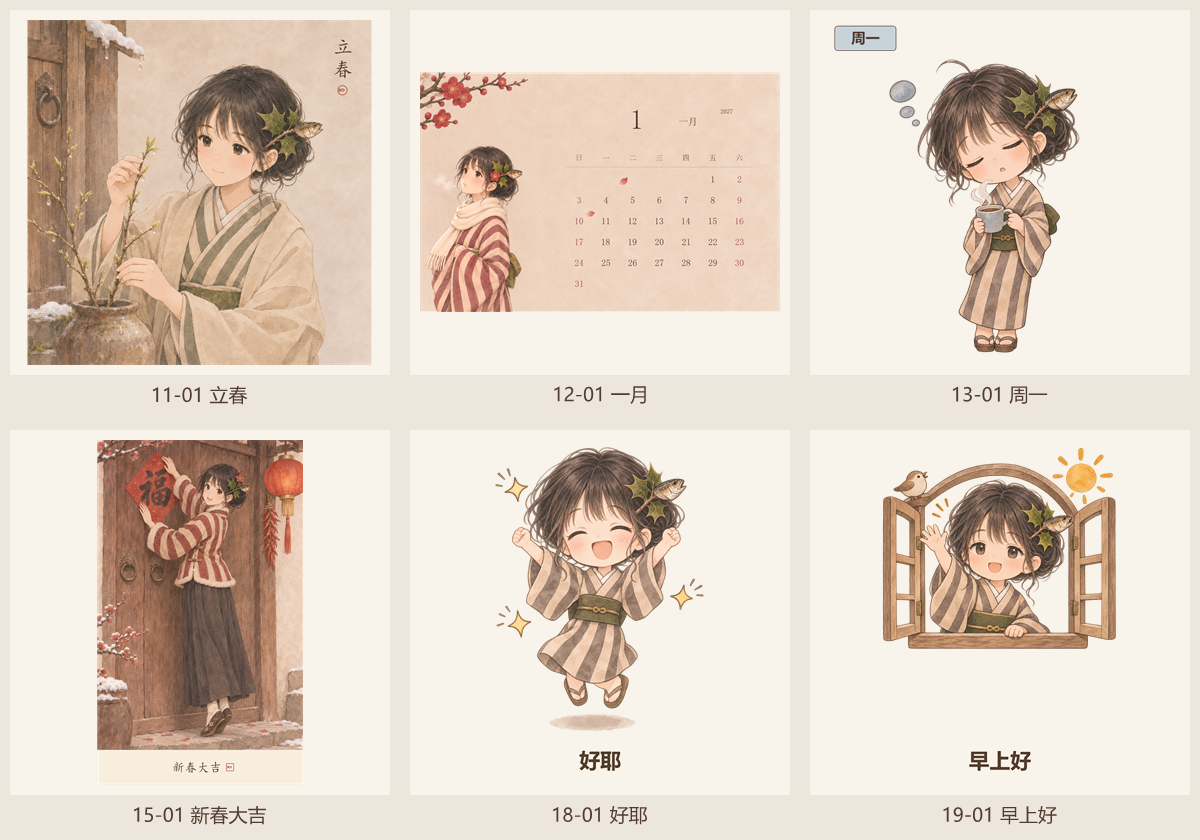 立春
11-01 立春
1 一月 2027
日 一 二 三 四 五 六
1 2
3 4 5 6 7 8 9
10 11 12 13 14 15 16
17 18 19 20 21 22 23
24 25 26 27 28 29 30
31
12-01 一月
周一
13-01 周一
福
新春大吉
15-01 新春大吉
好耶
18-01 好耶
早上好
19-01 早上好